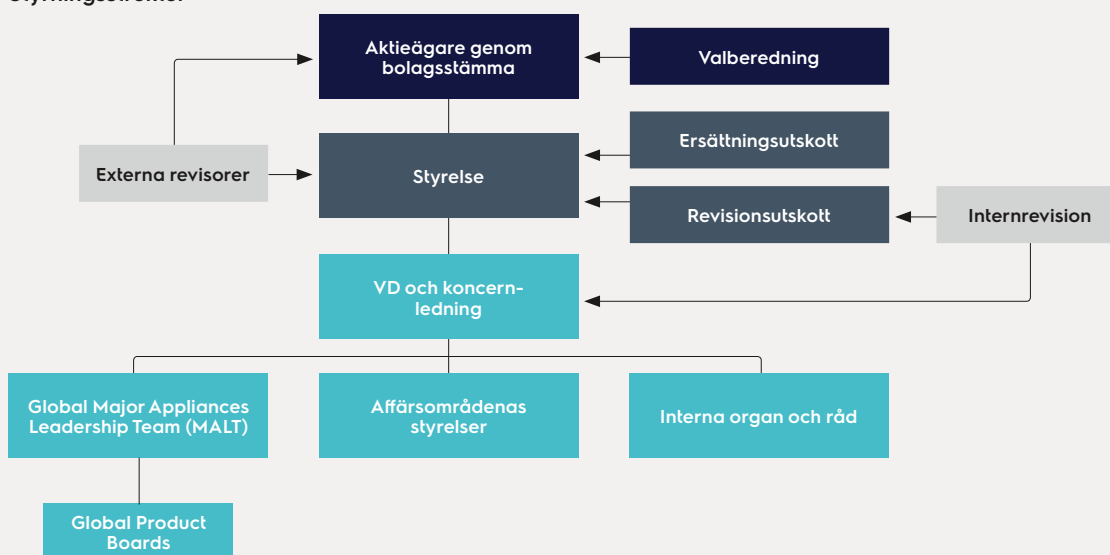 Aktieägare genom
bolagsstämma
Valberedning
Ersättningsutskott
Externa revisorer
Styrelse
Revisionsutskott
Internrevision
VD och koncern-
ledning
Global Major Appliances
Leadership Team (MALT)
Affärsområdenas
styrelser
Interna organ och råd
Global Product
Boards